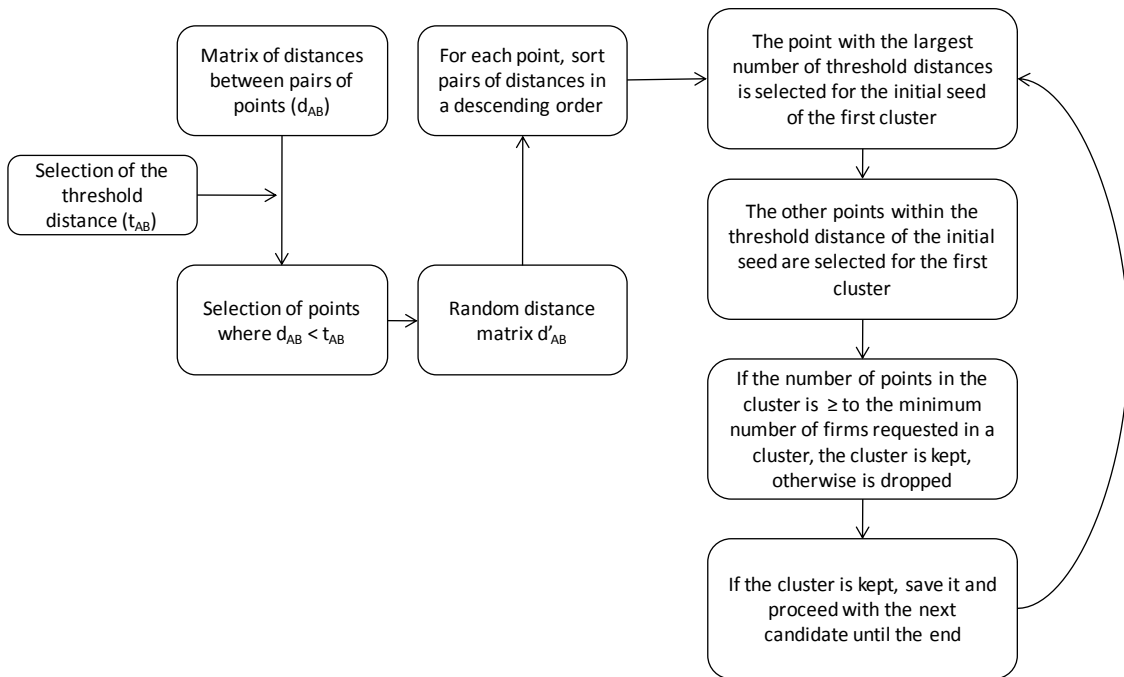 Matrix of distances
between pairs of
points (dAB)
Selection of the
threshold
distance (tAB)
Selection of points
where dAB < tAB
Random distance
matrix d’AB
For each point, sort
pairs of distances in
a descending order
The point with the largest
number of threshold distances
is selected for the initial seed
of the first cluster
The other points within the
threshold distance of the initial
seed are selected for the first
cluster
If the number of points in the
cluster is ≥ to the minimum
number of firms requested in a
cluster, the cluster is kept,
otherwise is dropped
If the cluster is kept, save it and
proceed with the next
candidate until the end